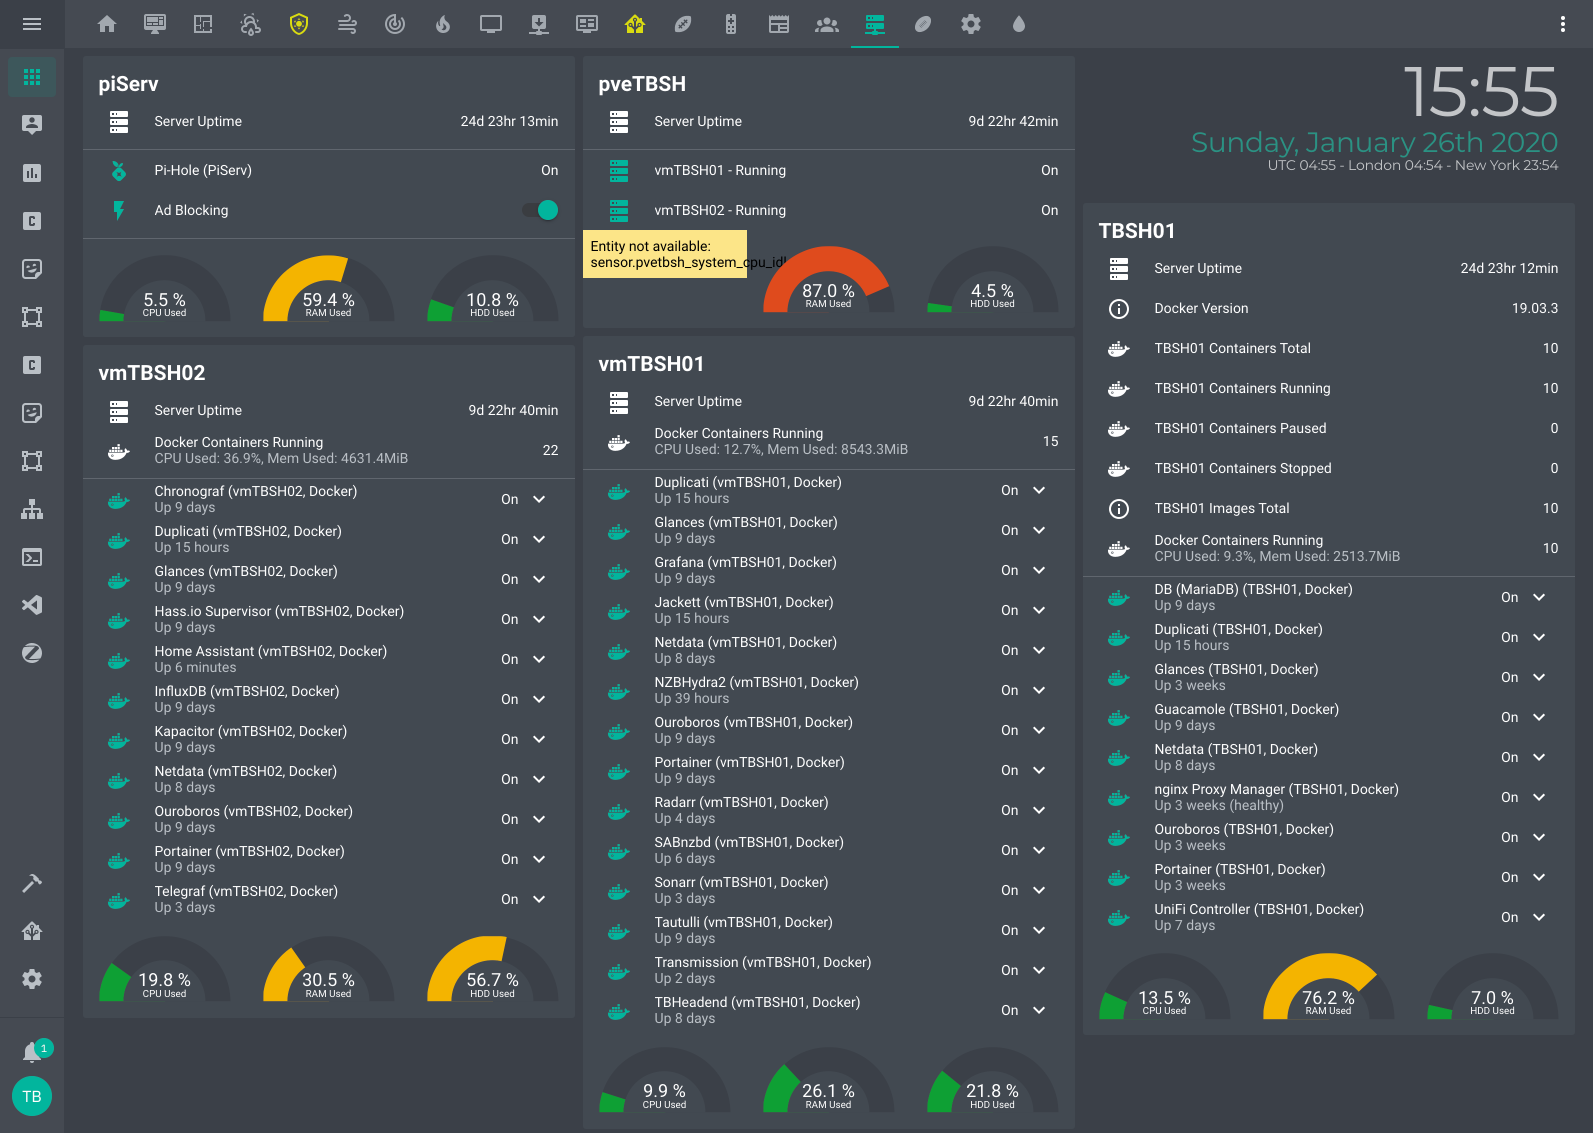 piServ
Server Uptime 24d 23hr 13min
Pi-Hole (PiServ) On
Ad Blocking
5.5 %
CPU Used
59.4 %
RAM Used
10.8 %
HDD Used
vmTBSH02
Server Uptime 9d 22hr 40min
Docker Containers Running 22
CPU Used: 36.9%, Mem Used: 4631.4MiB
Chronograf (vmTBSH02, Docker) On
Up 9 days
Duplicati (vmTBSH02, Docker) On
Up 15 hours
Glances (vmTBSH02, Docker) On
Up 9 days
Hass.io Supervisor (vmTBSH02, Docker) On
Up 9 days
Home Assistant (vmTBSH02, Docker) On
Up 6 minutes
InfluxDB (vmTBSH02, Docker) On
Up 9 days
Kapacitor (vmTBSH02, Docker) On
Up 9 days
Netdata (vmTBSH02, Docker) On
Up 8 days
Ouroboros (vmTBSH02, Docker) On
Up 9 days
Portainer (vmTBSH02, Docker) On
Up 9 days
Telegraf (vmTBSH02, Docker) On
Up 3 days
19.8 %
CPU Used
30.5 %
RAM Used
56.7 %
HDD Used
pveTBSH
Server Uptime 9d 22hr 42min
vmTBSH01 - Running On
vmTBSH02 - Running On
Entity not available:
sensor.pvetbsh_system_cpu_idl
87.0 %
RAM Used
4.5 %
HDD Used
vmTBSH01
Server Uptime 9d 22hr 40min
Docker Containers Running 15
CPU Used: 12.7%, Mem Used: 8543.3MiB
Duplicati (vmTBSH01, Docker) On
Up 15 hours
Glances (vmTBSH01, Docker) On
Up 9 days
Grafana (vmTBSH01, Docker) On
Up 9 days
Jackett (vmTBSH01, Docker) On
Up 15 hours
Netdata (vmTBSH01, Docker) On
Up 8 days
NZBHydra2 (vmTBSH01, Docker) On
Up 39 hours
Ouroboros (vmTBSH01, Docker) On
Up 9 days
Portainer (vmTBSH01, Docker) On
Up 9 days
Radarr (vmTBSH01, Docker) On
Up 4 days
SABnzbd (vmTBSH01, Docker) On
Up 6 days
Sonarr (vmTBSH01, Docker) On
Up 3 days
Tautulli (vmTBSH01, Docker) On
Up 9 days
Transmission (vmTBSH01, Docker) On
Up 2 days
TBHeadend (vmTBSH01, Docker) On
Up 8 days
9.9 %
CPU Used
26.1 %
RAM Used
21.8 %
HDD Used
15:55
Sunday, January 26th 2020
UTC 04:55 - London 04:54 - New York 23:54
TBSH01
Server Uptime 24d 23hr 12min
Docker Version 19.03.3
TBSH01 Containers Total 10
TBSH01 Containers Running 10
TBSH01 Containers Paused 0
TBSH01 Containers Stopped 0
TBSH01 Images Total 10
Docker Containers Running 10
CPU Used: 9.3%, Mem Used: 2513.7MiB
DB (MariaDB) (TBSH01, Docker) On
Up 9 days
Duplicati (TBSH01, Docker) On
Up 15 hours
Glances (TBSH01, Docker) On
Up 3 weeks
Guacamole (TBSH01, Docker) On
Up 9 days
Netdata (TBSH01, Docker) On
Up 8 days
nginx Proxy Manager (TBSH01, Docker) On
Up 3 weeks (healthy)
Ouroboros (TBSH01, Docker) On
Up 3 weeks
Portainer (TBSH01, Docker) On
Up 3 weeks
UniFi Controller (TBSH01, Docker) On
Up 7 days
13.5 %
CPU Used
76.2 %
RAM Used
7.0 %
HDD Used
C
C
1
TB